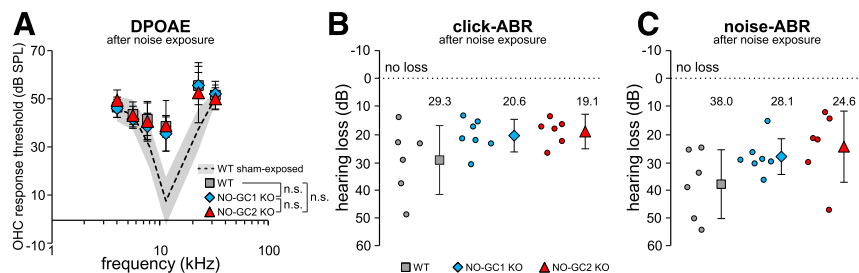 A
DPOAE
after noise exposure
OHC response threshold (dB SPL)
70
50
30
10
-10
1
10
100
frequency (kHz)
WT sham-exposed
WT
NO-GC1 KO
NO-GC2 KO
n.s.
n.s.
n.s.
B
click-ABR
after noise exposure
hearing loss (dB)
-10
0
10
20
30
40
50
60
no loss
29.3
20.6
19.1
C
noise-ABR
after noise exposure
hearing loss (dB)
-10
0
10
20
30
40
50
60
no loss
38.0
28.1
24.6
WT
NO-GC1 KO
NO-GC2 KO